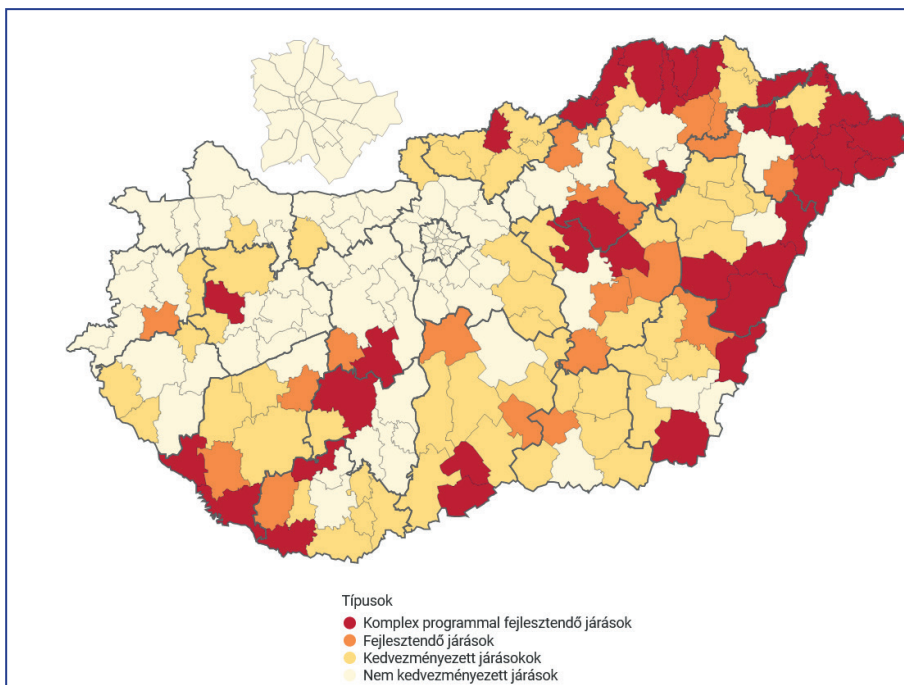 Típusok
Komplex programmal fejlesztendő járások
Fejlesztendő járások
Kedvezményezett járásokok
Nem kedvezményezett járások